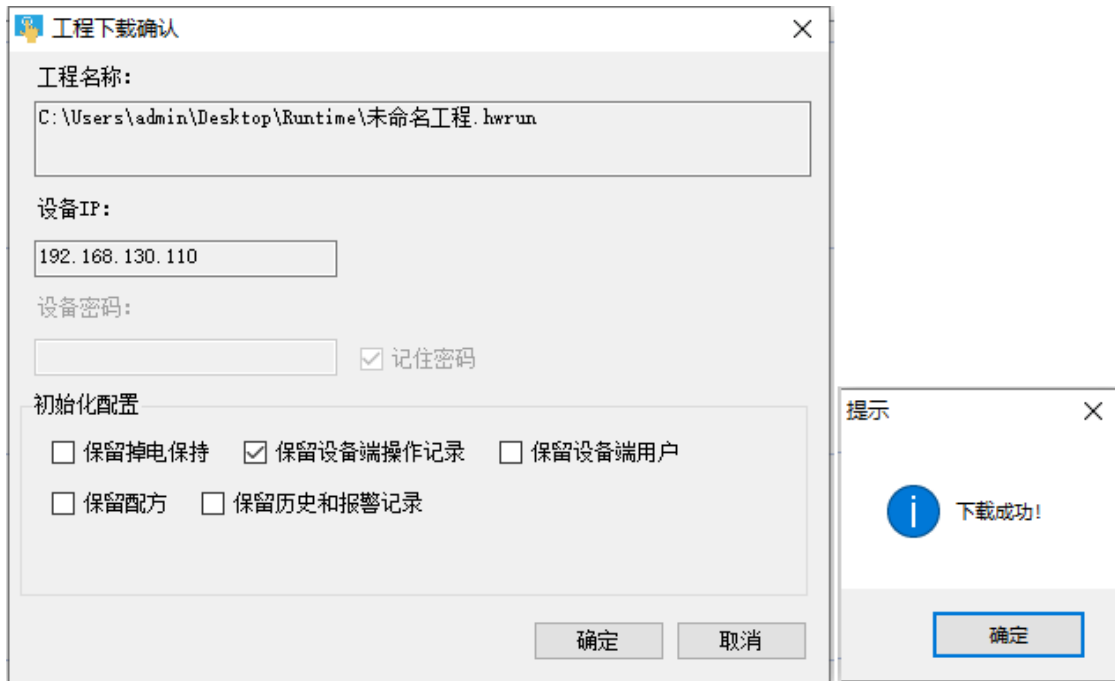 工程下载确认
工程名称:
C:\Users\admin\Desktop\Runtime\未命名工程.hwrun
设备IP:
192.168.130.110
设备密码:
记住密码
初始化配置
保留掉电保持 保留设备端操作记录 保留设备端用户
保留配方 保留历史和报警记录
确定 取消
提示
下载成功!
确定